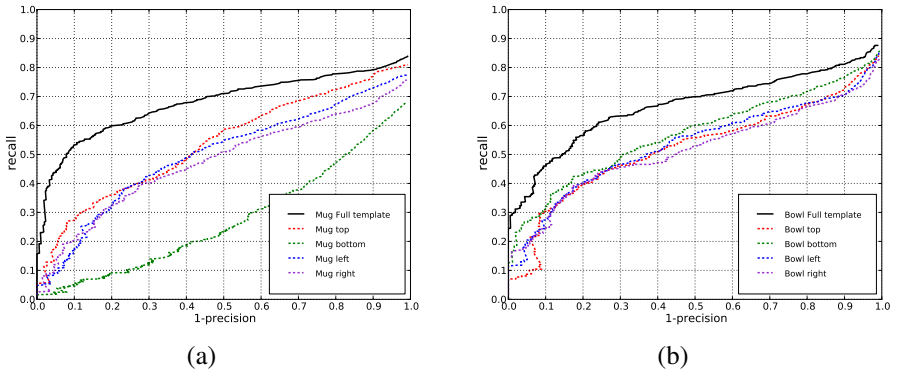 1.0
0.9
0.8
0.7
0.6
0.5
0.4
0.3
0.2
0.1
0.0
recall
0.0 0.1 0.2 0.3 0.4 0.5 0.6 0.7 0.8 0.9 1.0
1-precision
Mug Full template
Mug top
Mug bottom
Mug left
Mug right
(a)
1.0
0.9
0.8
0.7
0.6
0.5
0.4
0.3
0.2
0.1
0.0
recall
0.0 0.1 0.2 0.3 0.4 0.5 0.6 0.7 0.8 0.9 1.0
1-precision
Bowl Full template
Bowl top
Bowl bottom
Bowl left
Bowl right
(b)